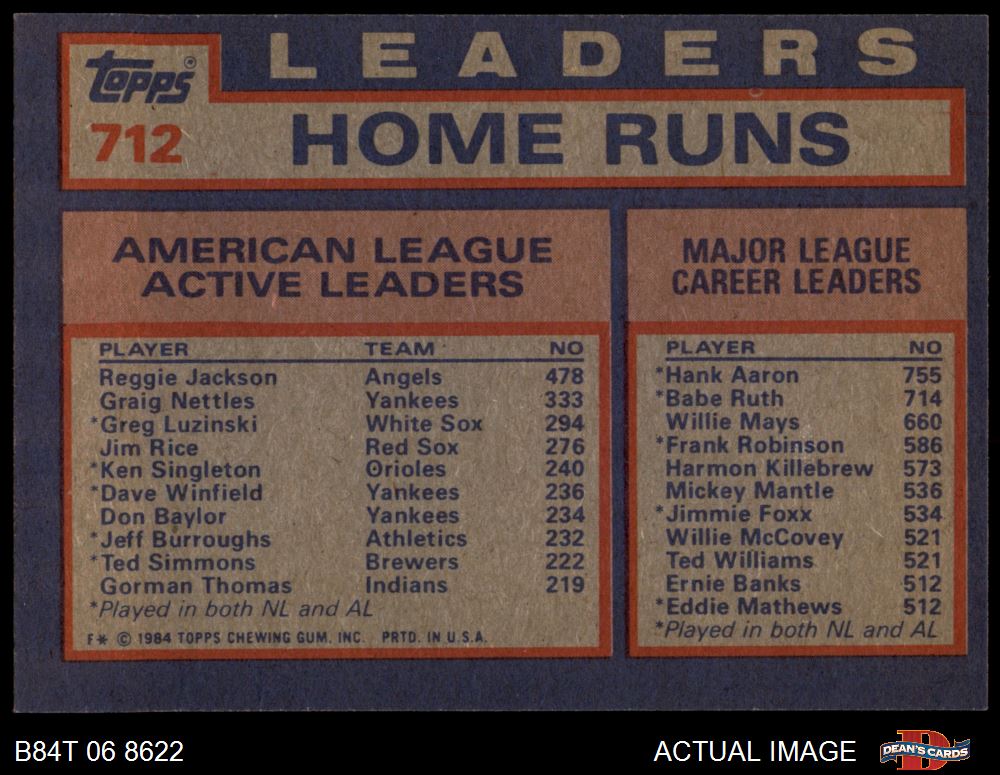 LEADERS
topps®
712
HOME RUNS
AMERICAN LEAGUE
ACTIVE LEADERS
PLAYER TEAM NO
Reggie Jackson Angels 478
Graig Nettles Yankees 333
*Greg Luzinski White Sox 294
Jim Rice Red Sox 276
*Ken Singleton Orioles 240
*Dave Winfield Yankees 236
Don Baylor Yankees 234
*Jeff Burroughs Athletics 232
*Ted Simmons Brewers 222
Gorman Thomas Indians 219
*Played in both NL and AL
F* © 1984 TOPPS CHEWING GUM, INC. PRTD. IN U.S.A.
MAJOR LEAGUE
CAREER LEADERS
PLAYER NO
*Hank Aaron 755
*Babe Ruth 714
Willie Mays 660
*Frank Robinson 586
Harmon Killebrew 573
Mickey Mantle 536
*Jimmie Foxx 534
Willie McCovey 521
Ted Williams 521
Ernie Banks 512
*Eddie Mathews 512
*Played in both NL and AL
B84T 06 8622
ACTUAL IMAGE
D
DEAN'S CARDS